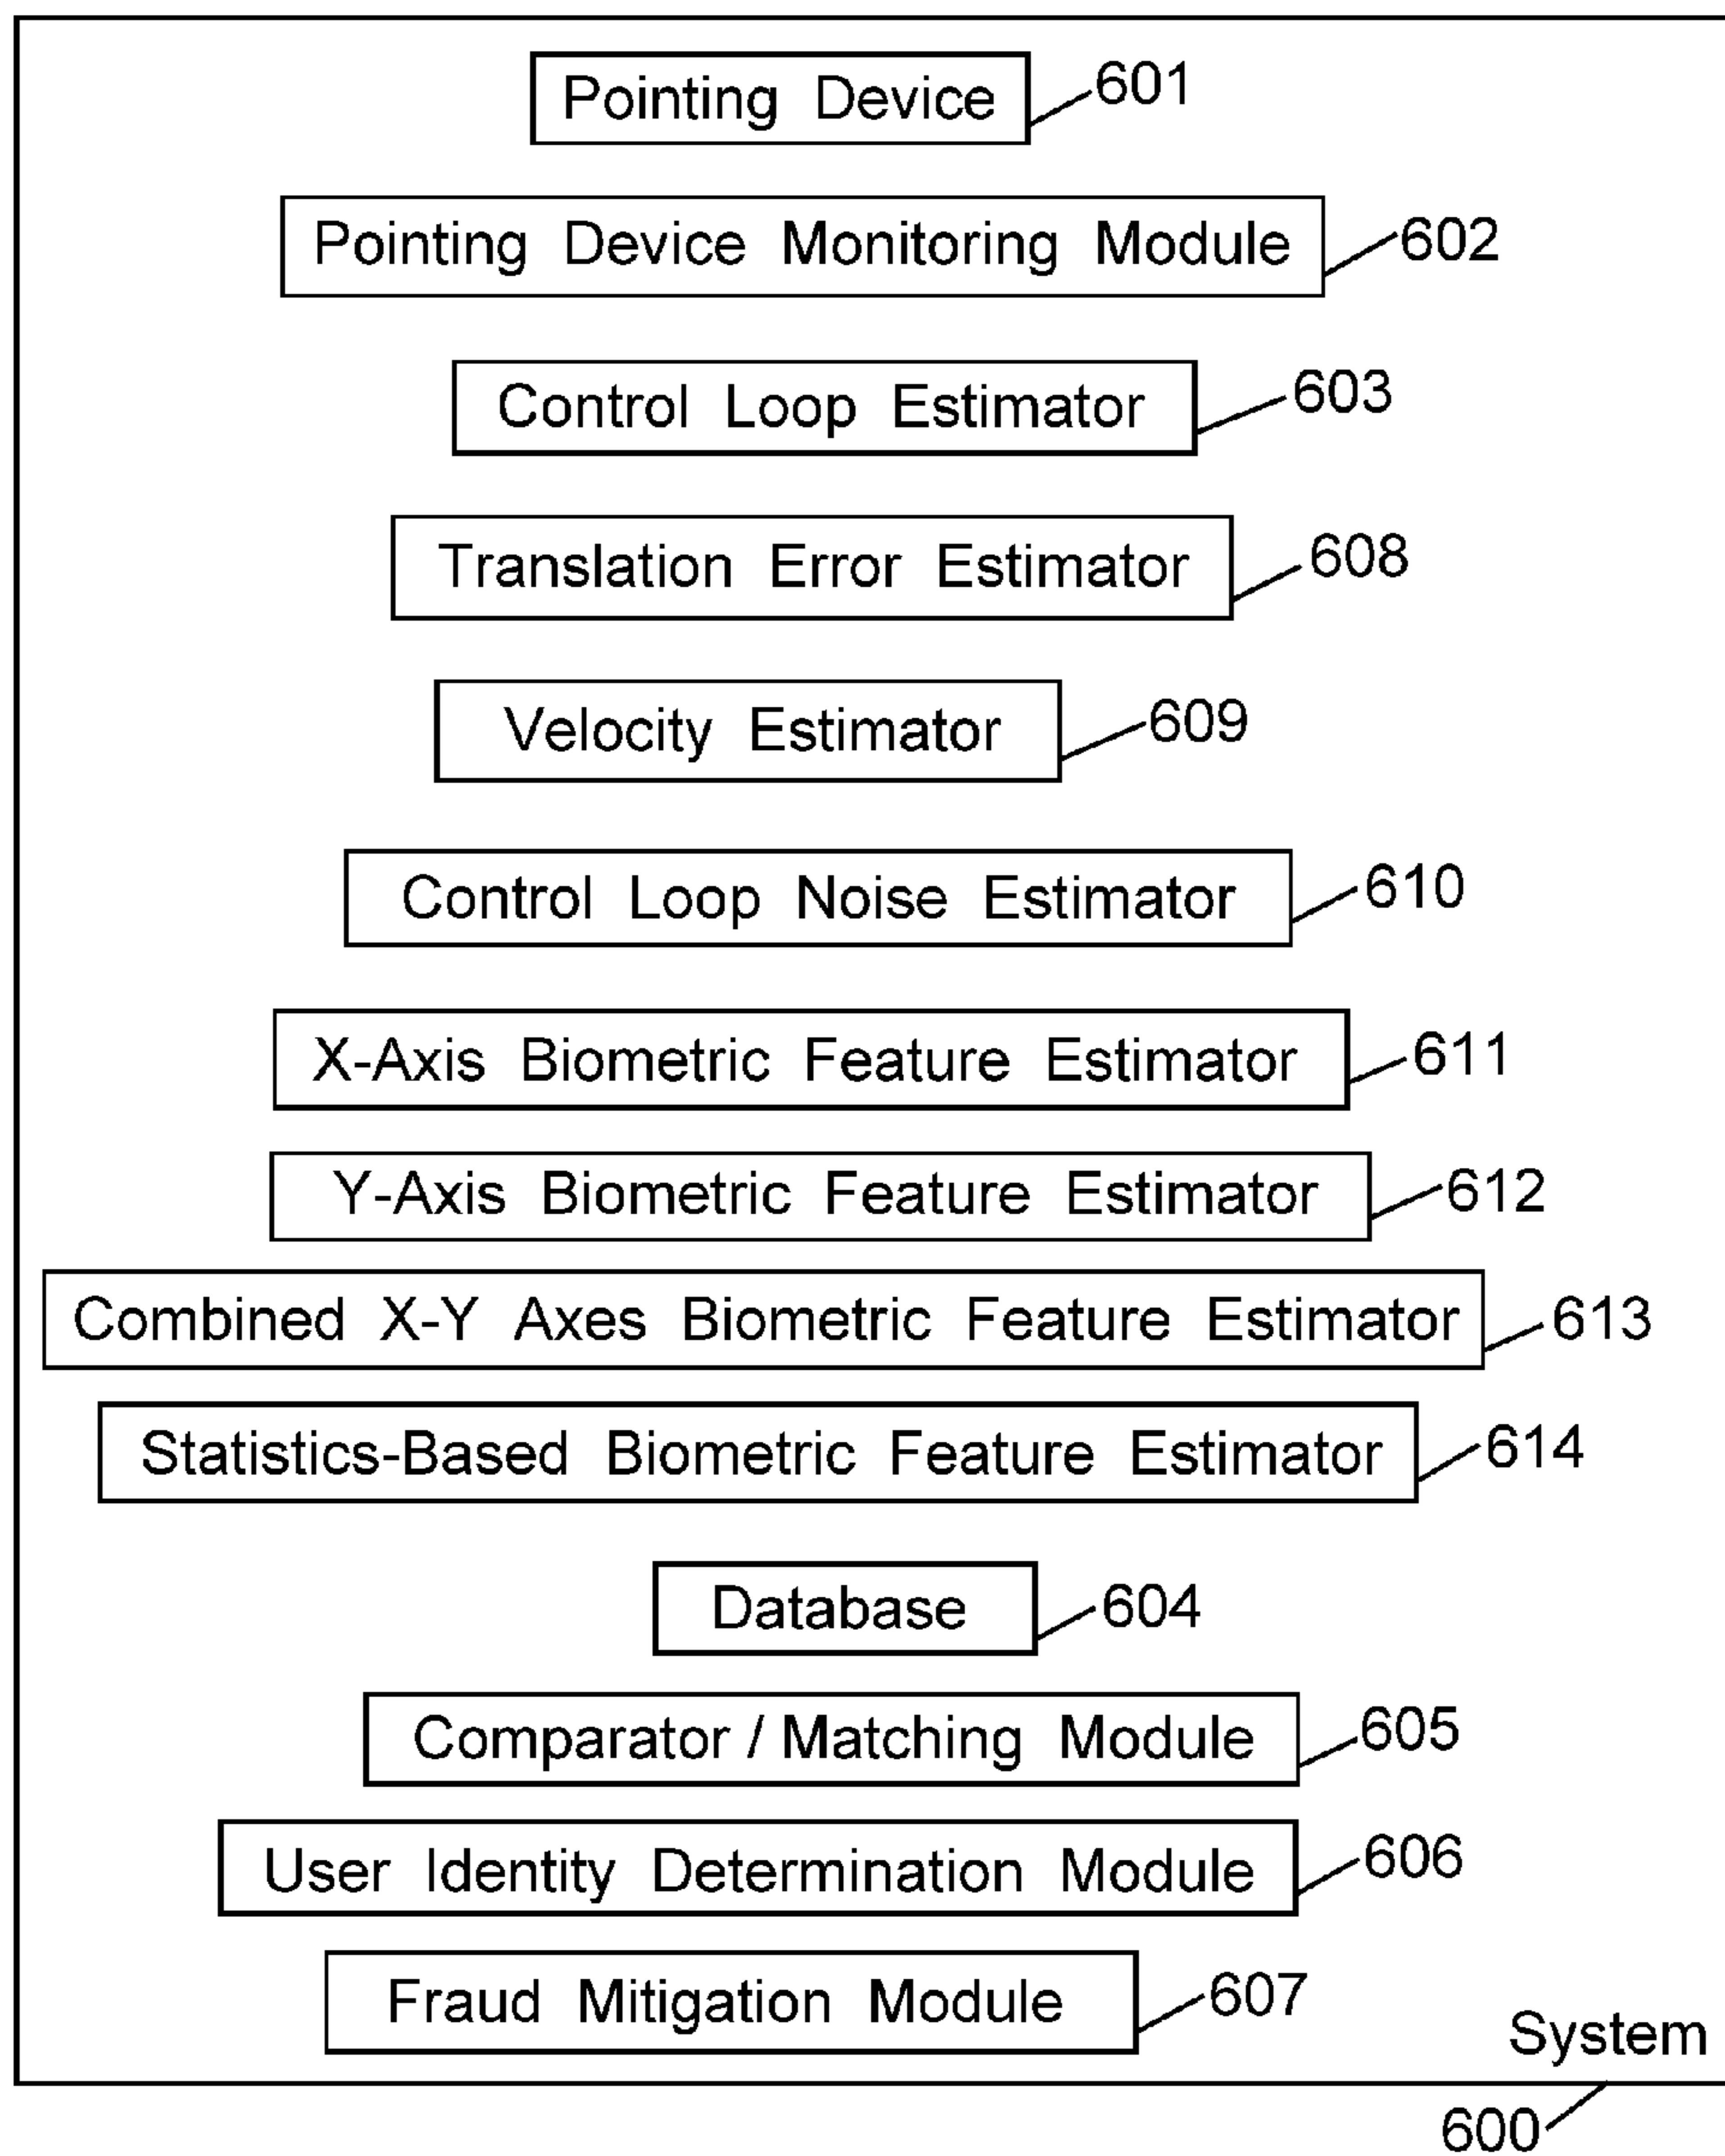 Pointing Device 601
Pointing Device Monitoring Module 602
Control Loop Estimator 603
Translation Error Estimator 608
Velocity Estimator 609
Control Loop Noise Estimator 610
X-Axis Biometric Feature Estimator 611
Y-Axis Biometric Feature Estimator 612
Combined X-Y Axes Biometric Feature Estimator 613
Statistics-Based Biometric Feature Estimator 614
Database 604
Comparator / Matching Module 605
User Identity Determination Module 606
Fraud Mitigation Module 607
System
600